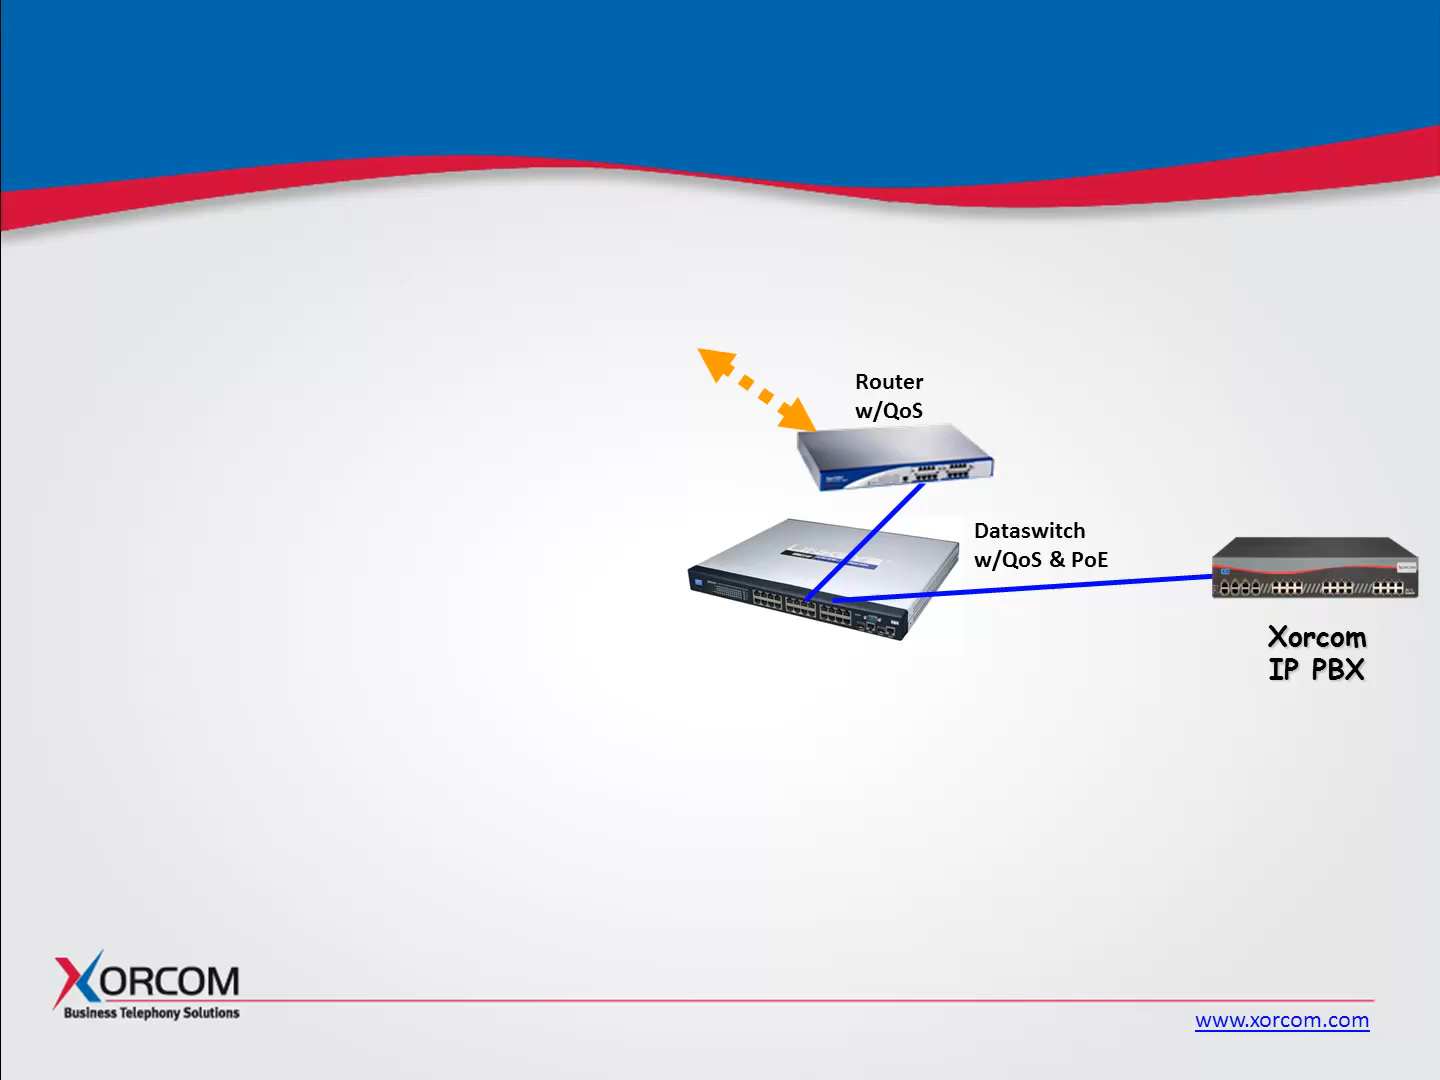 Router
w/QoS
Dataswitch
w/QoS & PoE
Xorcom
IP PBX
XORCOM
Business Telephony Solutions
www.xorcom.com